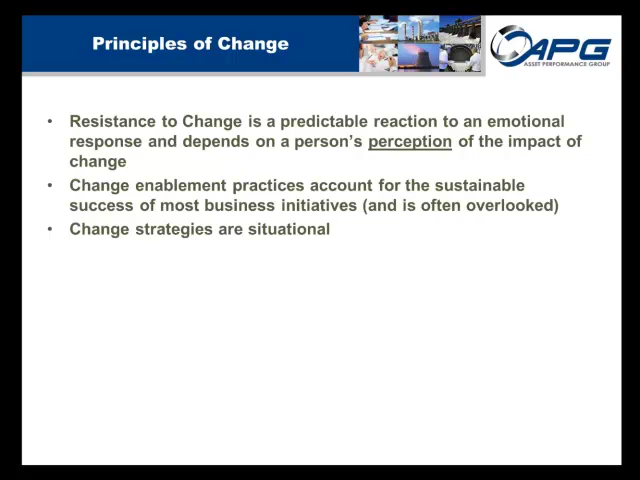 Principles of Change
APG
ASSET PERFORMANCE GROUP
• Resistance to Change is a predictable reaction to an emotional
response and depends on a person's perception of the impact of
change
• Change enablement practices account for the sustainable
success of most business initiatives (and is often overlooked)
• Change strategies are situational